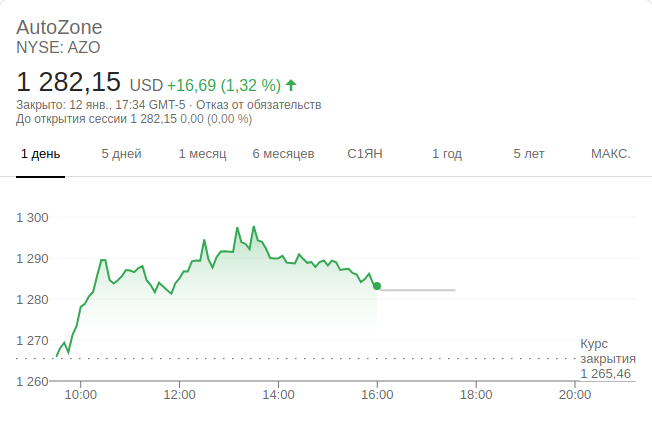 AutoZone
NYSE: AZO
1 282,15 USD +16,69 (1,32 %)
Закрыто: 12 янв., 17:34 GMT-5 · Отказ от обязательств
До открытия сессии 1 282,15 0,00 (0,00 %)
1 день 5 дней 1 месяц 6 месяцев С1ЯН 1 год 5 лет МАКС.
1 300
1 290
1 280
1 270
1 260
Курс
закрытия
1 265,46
10:00 12:00 14:00 16:00 18:00 20:00